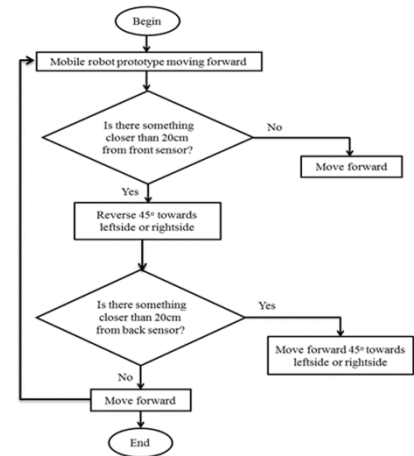 Begin
Mobile robot prototype moving forward
Is there something
closer than 20cm
from front sensor?
No
Move forward
Yes
Reverse 45º towards
leftside or rightside
Is there something
closer than 20cm
from back sensor?
Yes
Move forward 45º towards
leftside or rightside
No
Move forward
End